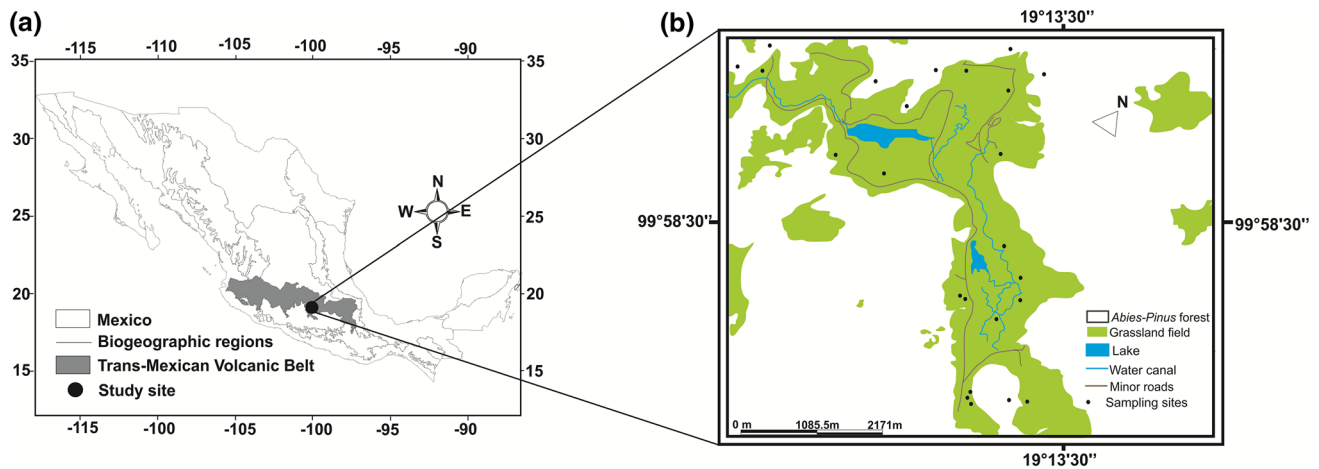 (a)
-115 -110 -105 -100 -95 -90
35 35
30 30
25 25
20 20
15 15
N
W E
S
Mexico
Biogeographic regions
Trans-Mexican Volcanic Belt
Study site
-115 -110 -105 -100 -95 -90
(b)
19°13'30’’
N
99°58'30’’ 99°58'30’’
Abies-Pinus forest
Grassland field
Lake
Water canal
Minor roads
Sampling sites
0 m 1085.5m 2171m
19°13'30’’